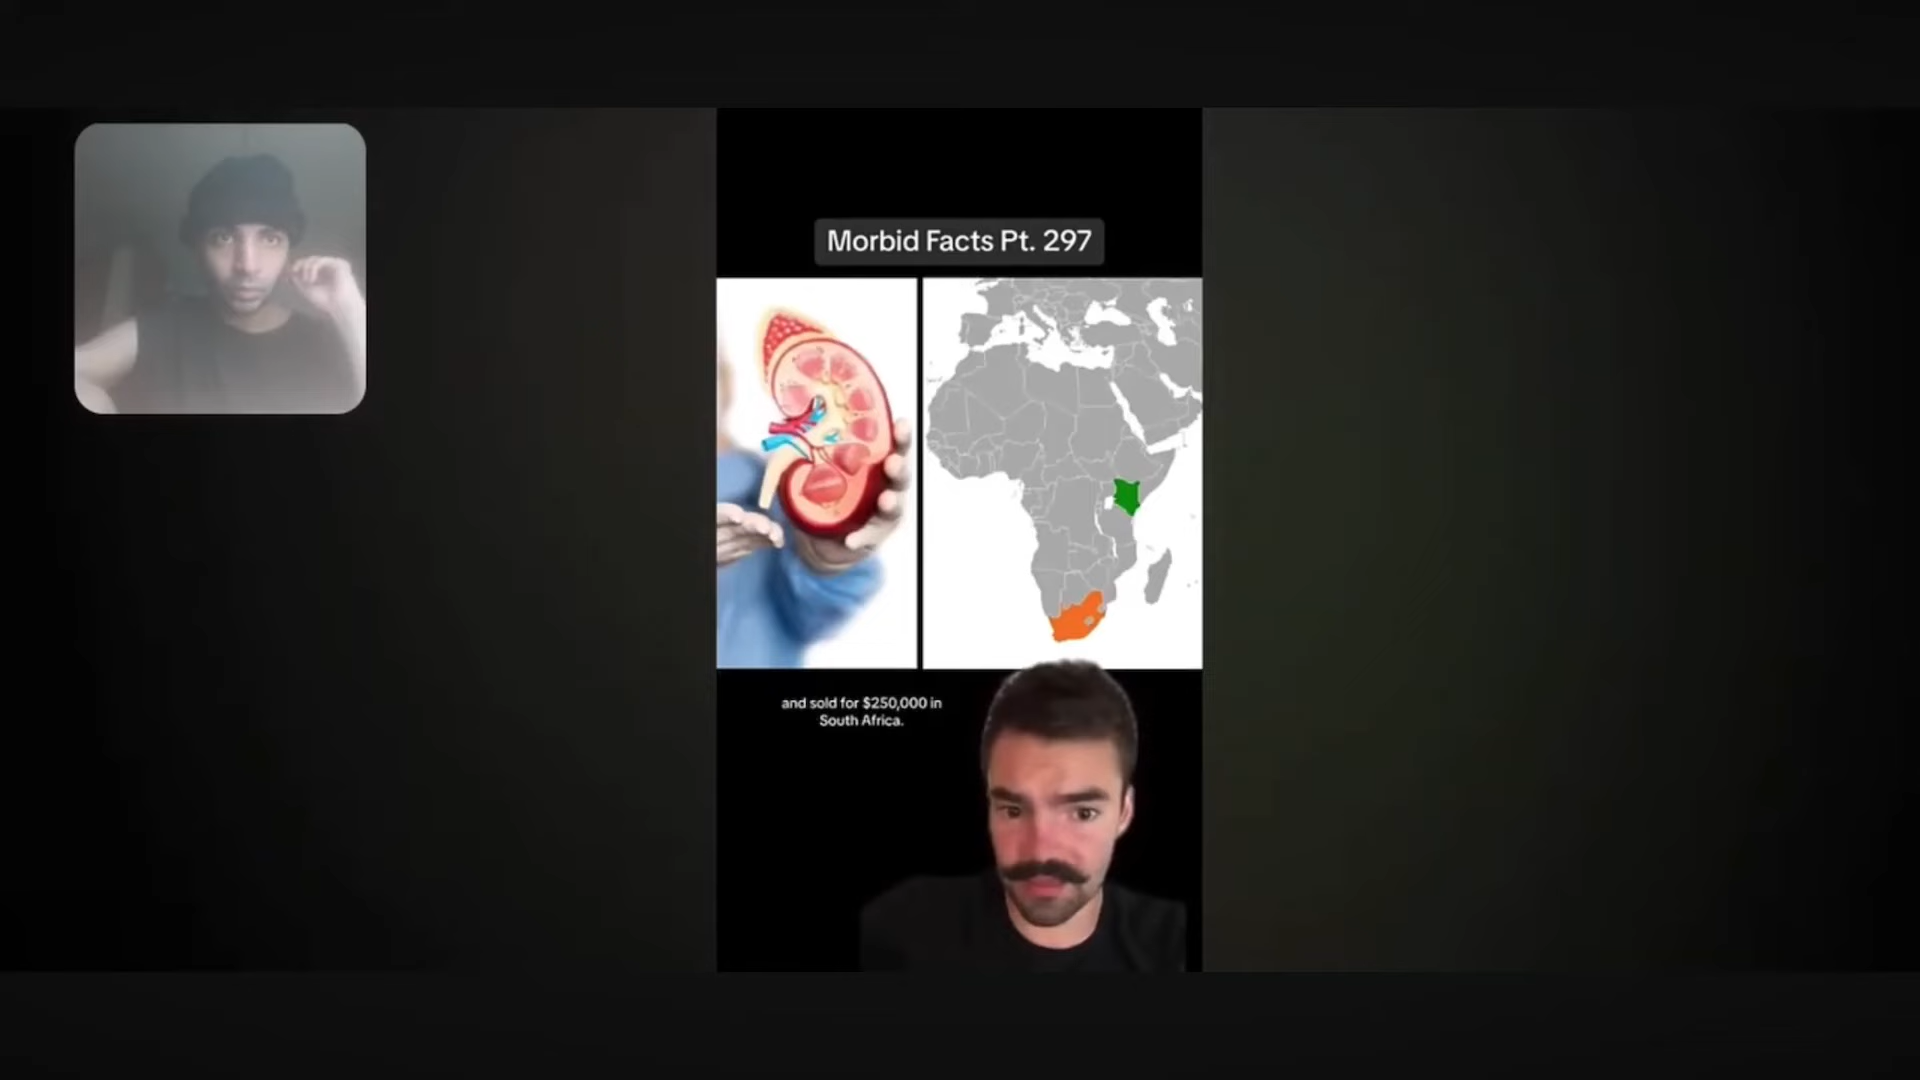 Morbid Facts Pt. 297
and sold for $250,000 in
South Africa.